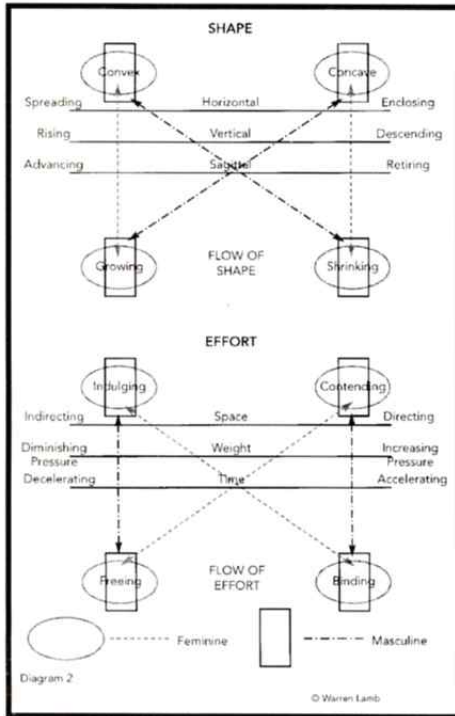 SHAPE
Convex Concave
Spreading Horizontal Enclosing
Rising Vertical Descending
Advancing Sagittal Retiring
Growing FLOW OF SHAPE Shrinking
EFFORT
Indulging Contending
Indirecting Space Directing
Diminishing Pressure Weight Increasing Pressure
Decelerating Time Accelerating
Freeing FLOW OF EFFORT Binding
Feminine Masculine
Diagram 2
© Warren Lamb